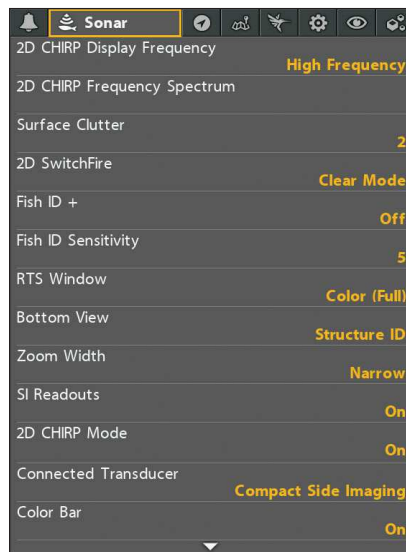 Sonar
2D CHIRP Display Frequency
High Frequency
2D CHIRP Frequency Spectrum
Surface Clutter
2
2D SwitchFire
Clear Mode
Fish ID +
Off
Fish ID Sensitivity
5
RTS Window
Color (Full)
Bottom View
Structure ID
Zoom Width
Narrow
SI Readouts
On
2D CHIRP Mode
On
Connected Transducer
Compact Side Imaging
Color Bar
On